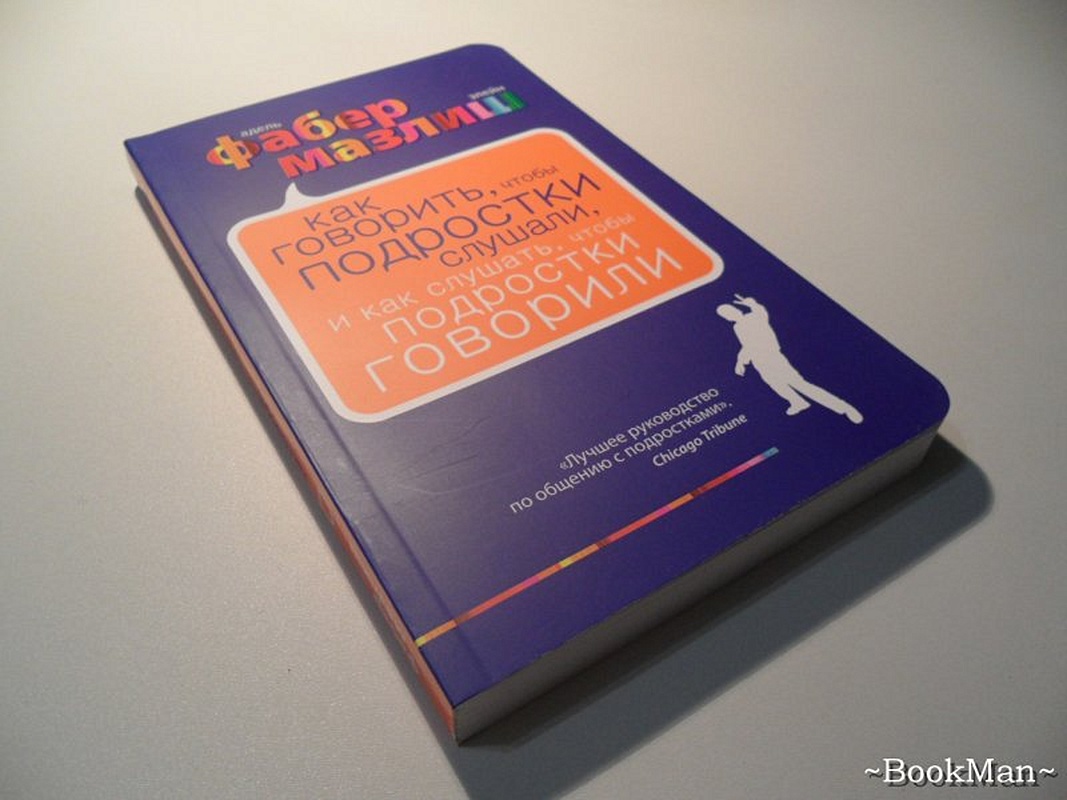 адель
Фабер
элейн
мазлиш
как
говорить, чтобы
подростки
слушали,
и как слушать, чтобы
подростки
говорили
«Лучшее руководство
по общению с подростками».
Chicago Tribune
~BookMan~